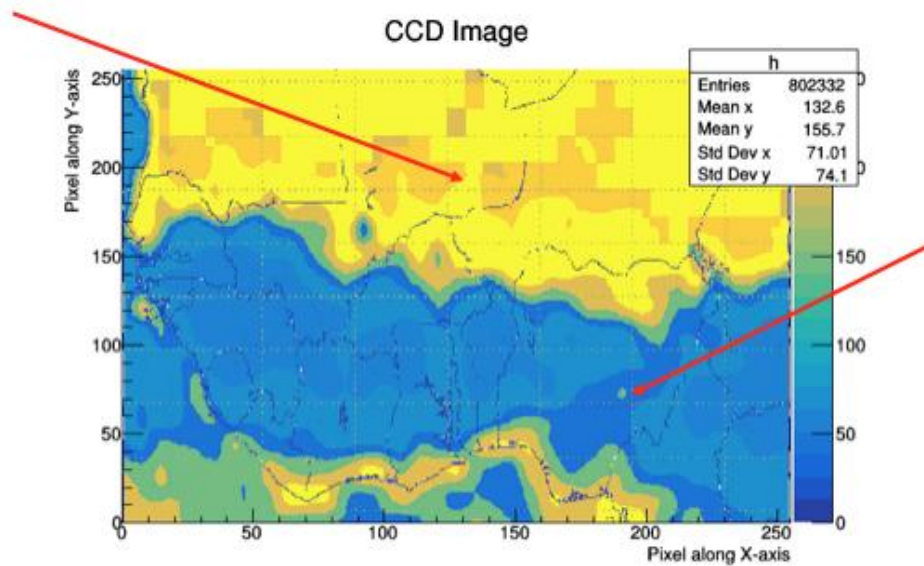 CCD Image
h
Entries 802332
Mean x 132.6
Mean y 155.7
Std Dev x 71.01
Std Dev y 74.1
Pixel along Y-axis
250
200
150
100
50
0
0
50
100
150
200
250
Pixel along X-axis
150
100
50
0